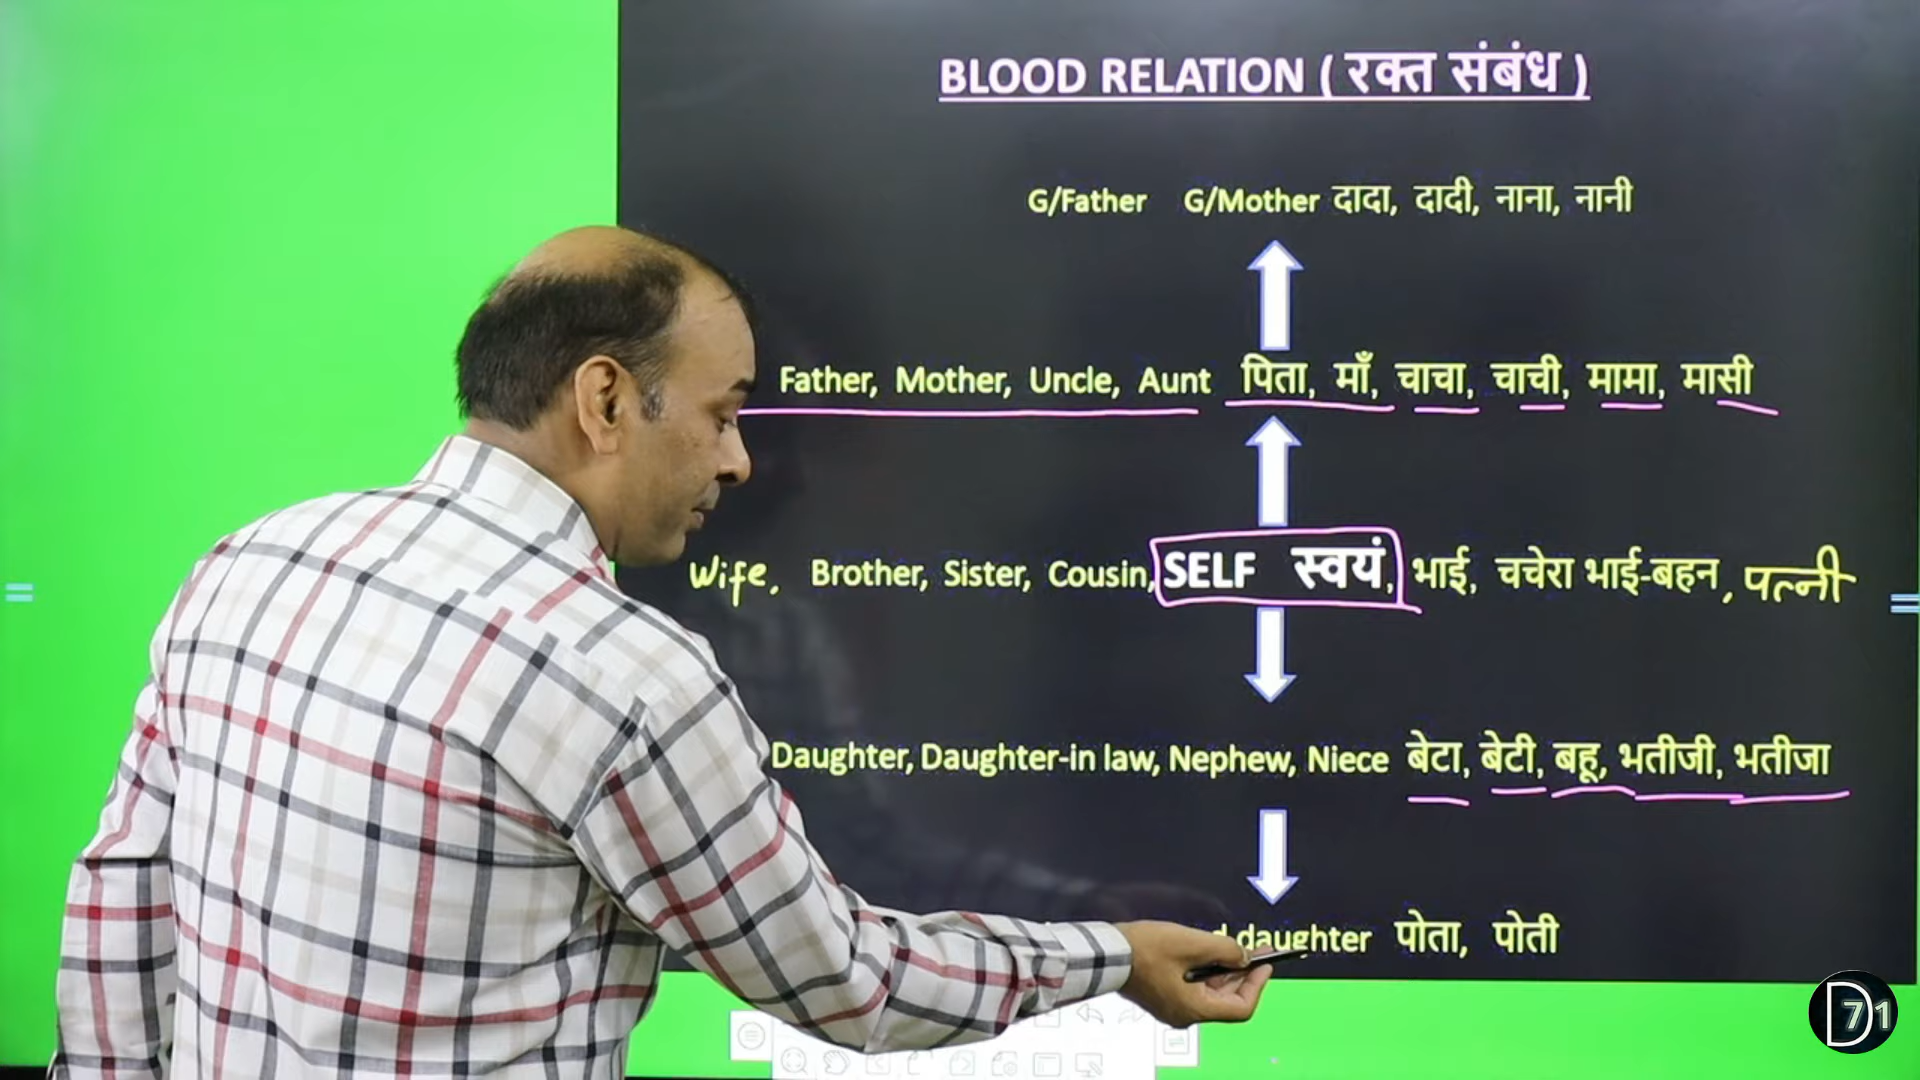 BLOOD RELATION ( रक्त संबंध )
G/Father G/Mother दादा, दादी, नाना, नानी
Father, Mother, Uncle, Aunt पिता, माँ, चाचा, चाची, मामा, मासी
Wife, Brother, Sister, Cousin, SELF स्वयं, भाई, चचेरा भाई-बहन, पत्नी
Daughter, Daughter-in law, Nephew, Niece बेटा, बेटी, बहू, भतीजी, भतीजा
daughter पोता, पोती
D 71